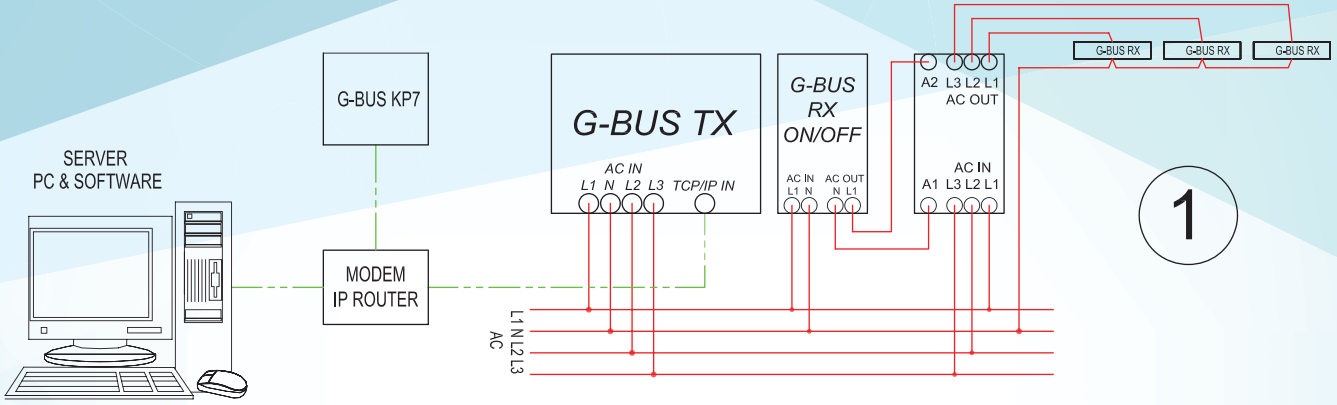 SERVER
PC & SOFTWARE
G-BUS KP7
MODEM
IP ROUTER
G-BUS TX
AC IN
L1 N L2 L3 TCP/IP IN
G-BUS
RX
ON/OFF
AC IN AC OUT
L1 N N L1
A2 L3 L2 L1
AC OUT
AC IN
A1 L3 L2 L1
G-BUS RX G-BUS RX G-BUS RX
1
L1 N L2 L3
AC